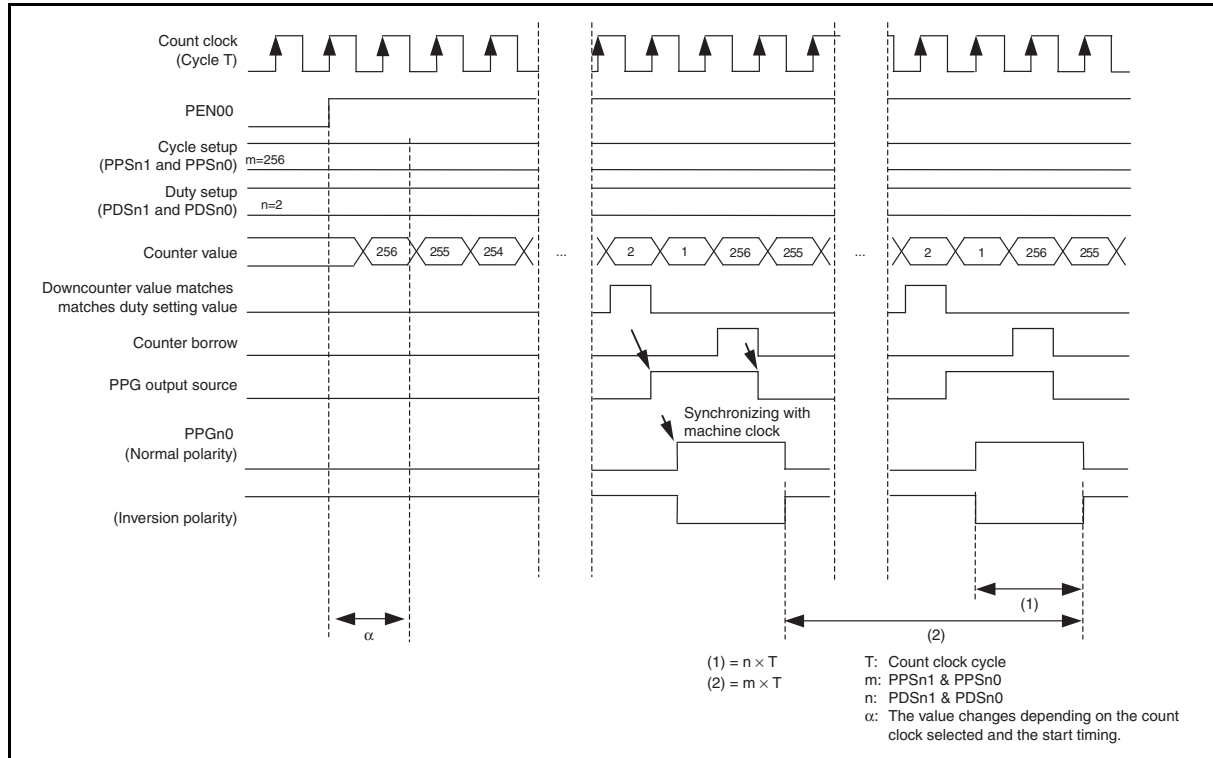 Count clock
(Cycle T)
PEN00
Cycle setup
(PPSn1 and PPSn0)
m=256
Duty setup
(PDSn1 and PDSn0)
n=2
Counter value
256
255
254
...
2
1
256
255
...
2
1
256
255
Downcounter value matches
matches duty setting value
Counter borrow
PPG output source
Synchronizing with
machine clock
PPGn0
(Normal polarity)
(Inversion polarity)
α
(1)
(2)
(1) = n × T
(2) = m × T
T: Count clock cycle
m: PPSn1 & PPSn0
n: PDSn1 & PDSn0
α: The value changes depending on the count
clock selected and the start timing.